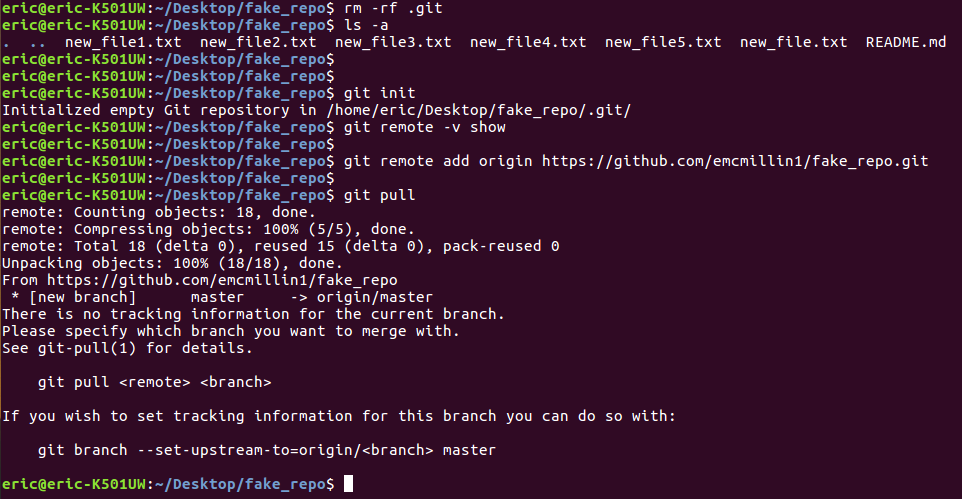 eric@eric-K501UW:~/Desktop/fake_repo$ rm -rf .git
eric@eric-K501UW:~/Desktop/fake_repo$ ls -a
.  ..  new_file1.txt  new_file2.txt  new_file3.txt  new_file4.txt  new_file5.txt  new_file.txt  README.md
eric@eric-K501UW:~/Desktop/fake_repo$
eric@eric-K501UW:~/Desktop/fake_repo$
eric@eric-K501UW:~/Desktop/fake_repo$ git init
Initialized empty Git repository in /home/eric/Desktop/fake_repo/.git/
eric@eric-K501UW:~/Desktop/fake_repo$ git remote -v show
eric@eric-K501UW:~/Desktop/fake_repo$
eric@eric-K501UW:~/Desktop/fake_repo$ git remote add origin https://github.com/emcmillin1/fake_repo.git
eric@eric-K501UW:~/Desktop/fake_repo$
eric@eric-K501UW:~/Desktop/fake_repo$ git pull
remote: Counting objects: 18, done.
remote: Compressing objects: 100% (5/5), done.
remote: Total 18 (delta 0), reused 15 (delta 0), pack-reused 0
Unpacking objects: 100% (18/18), done.
From https://github.com/emcmillin1/fake_repo
 * [new branch]      master     -> origin/master
There is no tracking information for the current branch.
Please specify which branch you want to merge with.
See git-pull(1) for details.

    git pull <remote> <branch>

If you wish to set tracking information for this branch you can do so with:

    git branch --set-upstream-to=origin/<branch> master

eric@eric-K501UW:~/Desktop/fake_repo$